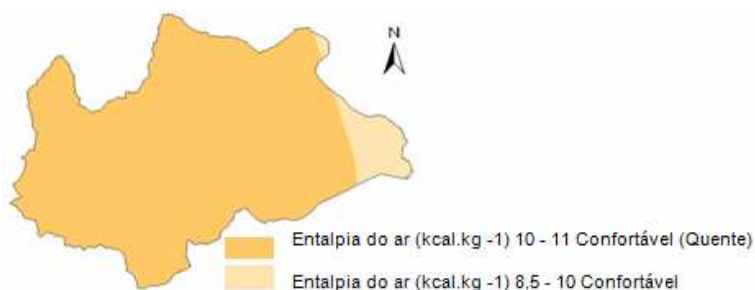 N
Entalpia do ar (kcal.kg -1) 10 - 11 Confortável (Quente)
Entalpia do ar (kcal.kg -1) 8,5 - 10 Confortável